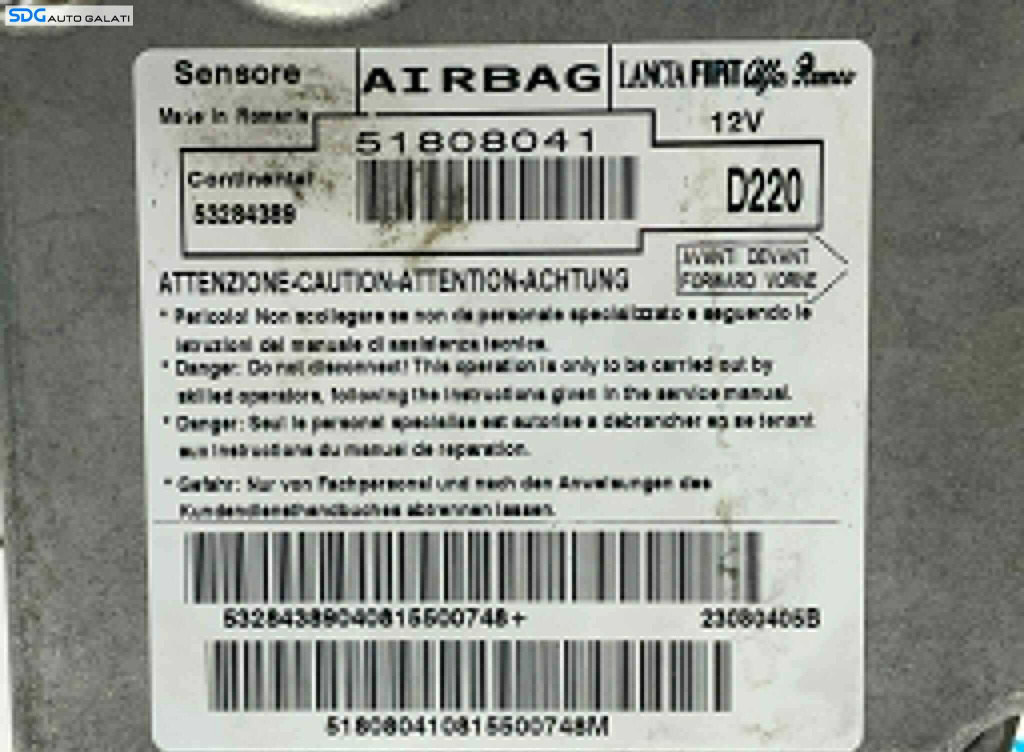 SDG AUTO GALATI
Sensore
AIRBAG
LANCIA FIAT Alfa Romeo
Made In Romania
12V
51808041
Continental
53284389
D220
AVANTI DEVANT
FORWARD VORNE
ATTENZIONE-CAUTION-ATTENTION-ACHTUNG
* Pericolo! Non scollegare se non da personale specializzato e seguendo le
istruzioni del manuale di assistenza tecnica.
* Danger: Do not disconnect! This operation is only to be carried out by
skilled operators, following the instructions given in the service manual.
* Danger: Seul le personal specialise est autorise a debrancher eg se tenant
aux instructions du manuel de reparation.
* Gefahr: Nur von Fachpersonal und nach den Anweisungen des
Kundendiensthandbuches abtrennen lassen.
53284389040815500748+
23080405B
518080410815500748M